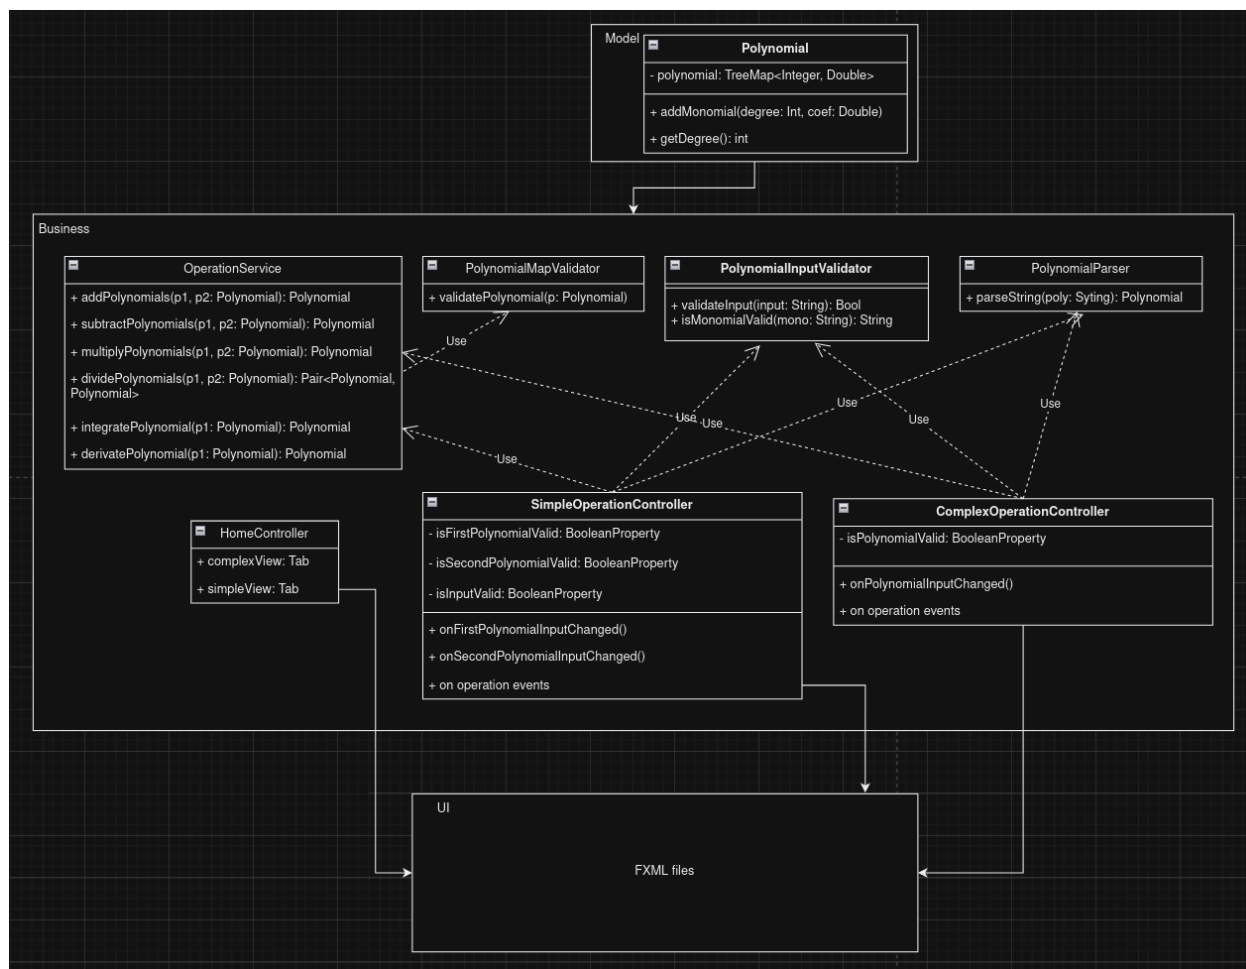 Model
Polynomial
- polynomial: TreeMap<Integer, Double>
+ addMonomial(degree: Int, coef: Double)
+ getDegree(): int
Business
OperationService
+ addPolynomials(p1, p2: Polynomial): Polynomial
+ subtractPolynomials(p1, p2: Polynomial): Polynomial
+ multiplyPolynomials(p1, p2: Polynomial): Polynomial
+ dividePolynomials(p1, p2: Polynomial): Pair<Polynomial,
Polynomial>
+ integratePolynomial(p1: Polynomial): Polynomial
+ derivatePolynomial(p1: Polynomial): Polynomial
PolynomialMapValidator
+ validatePolynomial(p: Polynomial)
PolynomialInputValidator
+ validateInput(input: String): Bool
+ isMonomialValid(mono: String): String
PolynomialParser
+ parseString(poly: Syting): Polynomial
Use
Use
Use
Use
Use
Use
Use
HomeController
+ complexView: Tab
+ simpleView: Tab
SimpleOperationController
- isFirstPolynomialValid: BooleanProperty
- isSecondPolynomialValid: BooleanProperty
- isInputValid: BooleanProperty
+ onFirstPolynomialInputChanged()
+ onSecondPolynomialInputChanged()
+ on operation events
ComplexOperationController
- isPolynomialValid: BooleanProperty
+ onPolynomialInputChanged()
+ on operation events
UI
FXML files